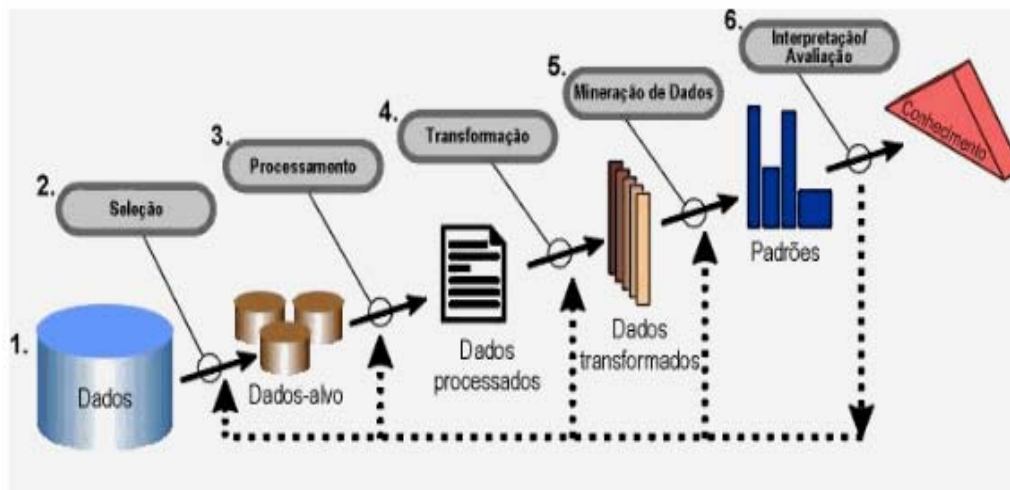 1.
Dados
2.
Seleção
Dados-alvo
3.
Processamento
Dados
processados
4.
Transformação
Dados
transformados
5.
Mineração de Dados
Padrões
6.
Interpretação/
Avaliação
Conhecimento